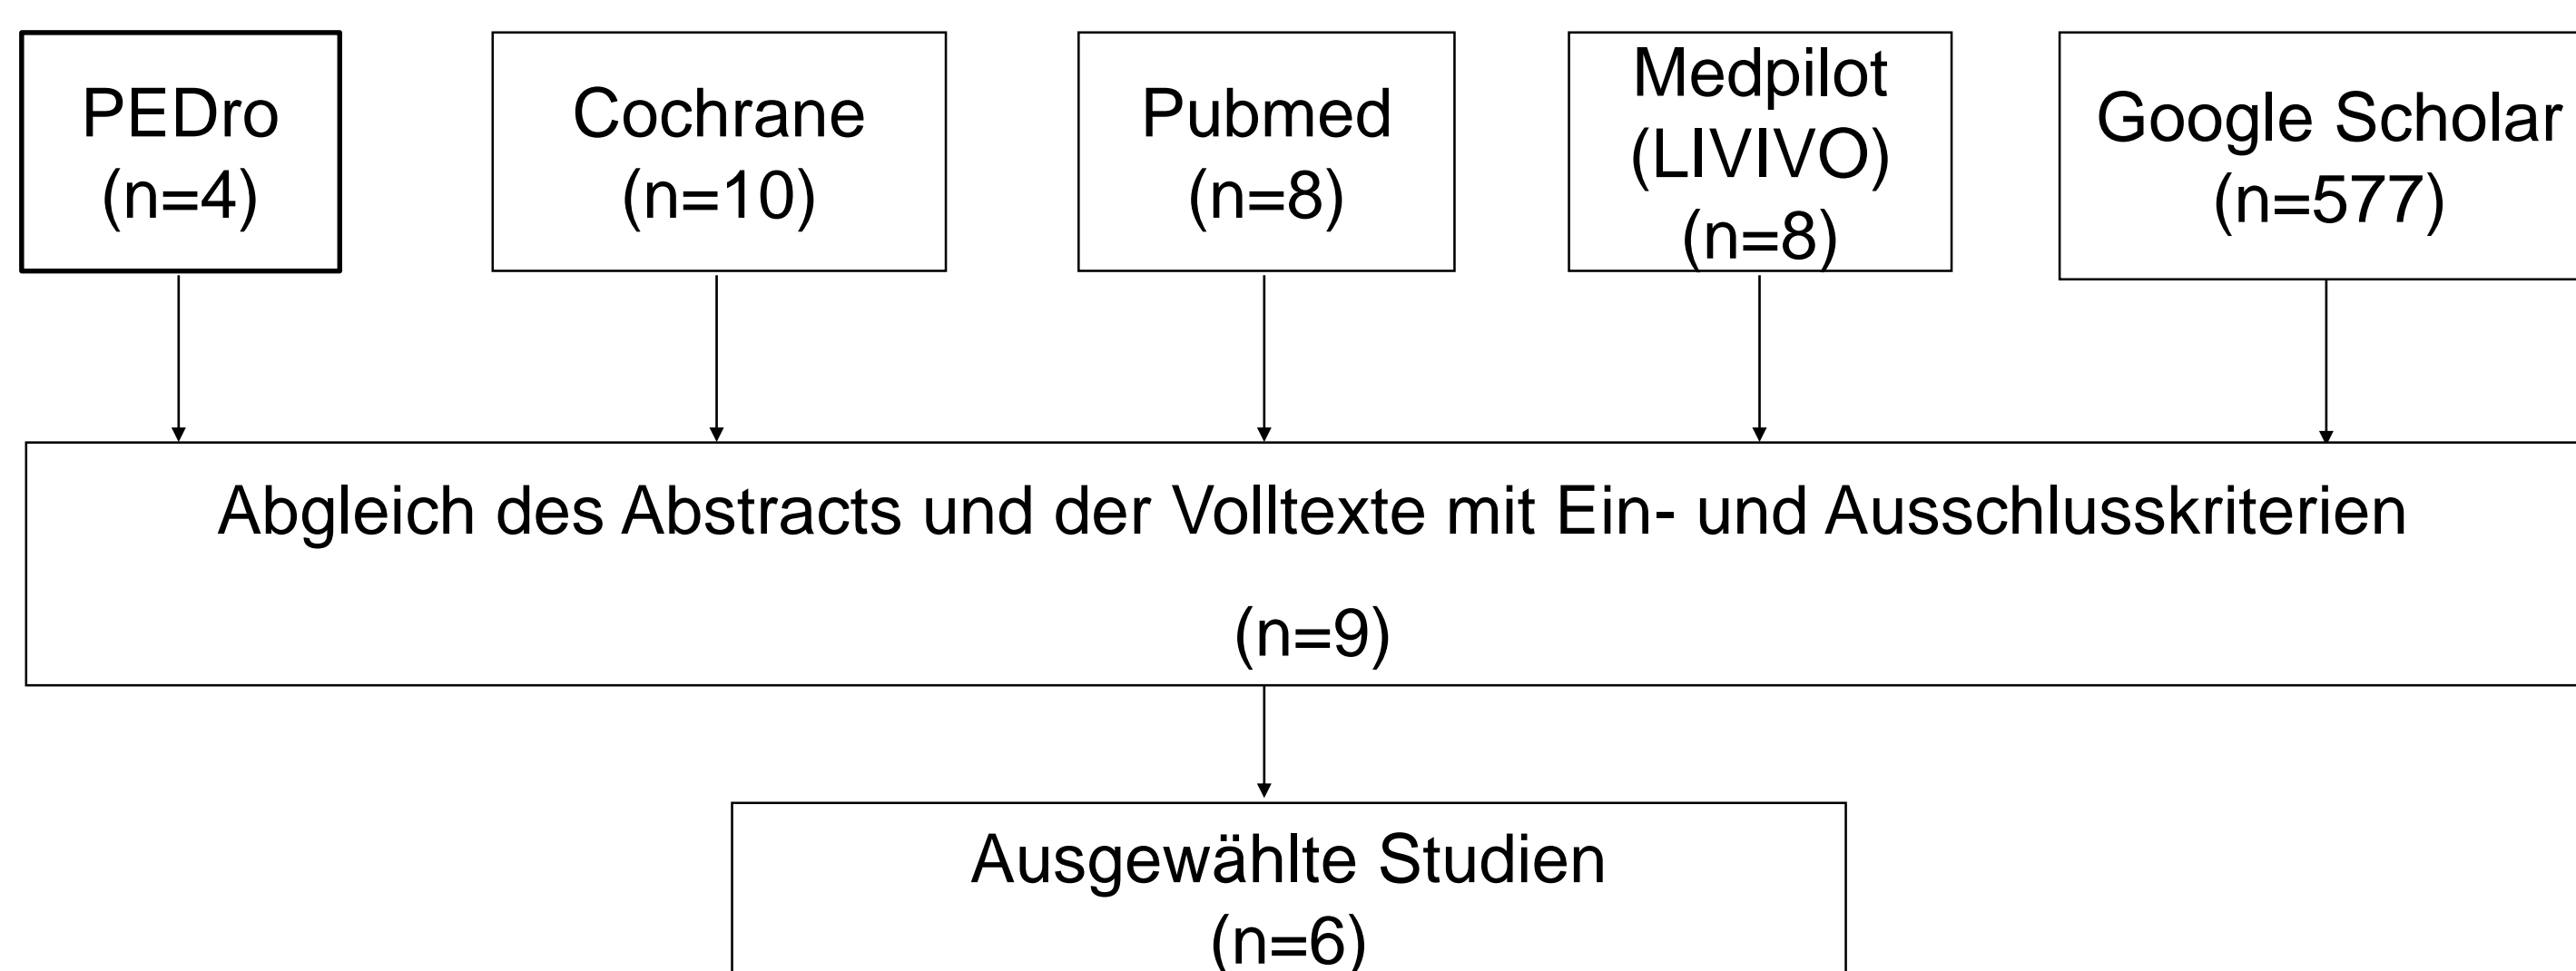 PEDro
(n=4)
Cochrane
(n=10)
Pubmed
(n=8)
Medpilot
(LIVIVO)
(n=8)
Google Scholar
(n=577)
Abgleich des Abstracts und der Volltexte mit Ein- und Ausschlusskriterien
(n=9)
Ausgewählte Studien
(n=6)